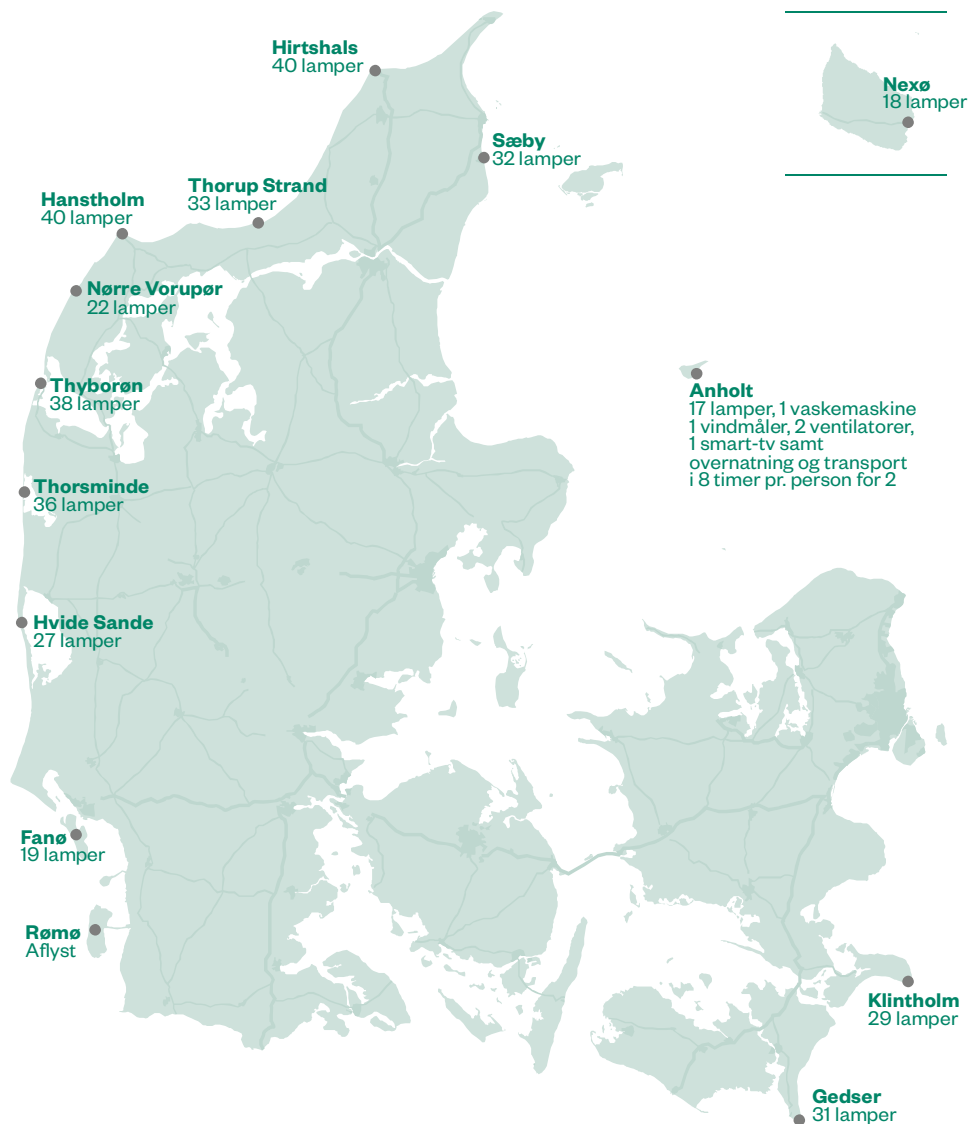 Hirtshals
40 lamper
Nexø
18 lamper
Sæby
32 lamper
Thorup Strand
33 lamper
Hanstholm
40 lamper
Nørre Vorupør
22 lamper
Thyborøn
38 lamper
Anholt
17 lamper, 1 vaskemaskine
1 vindmåler, 2 ventilatorer,
1 smart-tv samt
overnatning og transport
i 8 timer pr. person for 2
Thorsminde
36 lamper
Hvide Sande
27 lamper
Fanø
19 lamper
Rømø
Aflyst
Klintholm
29 lamper
Gedser
31 lamper